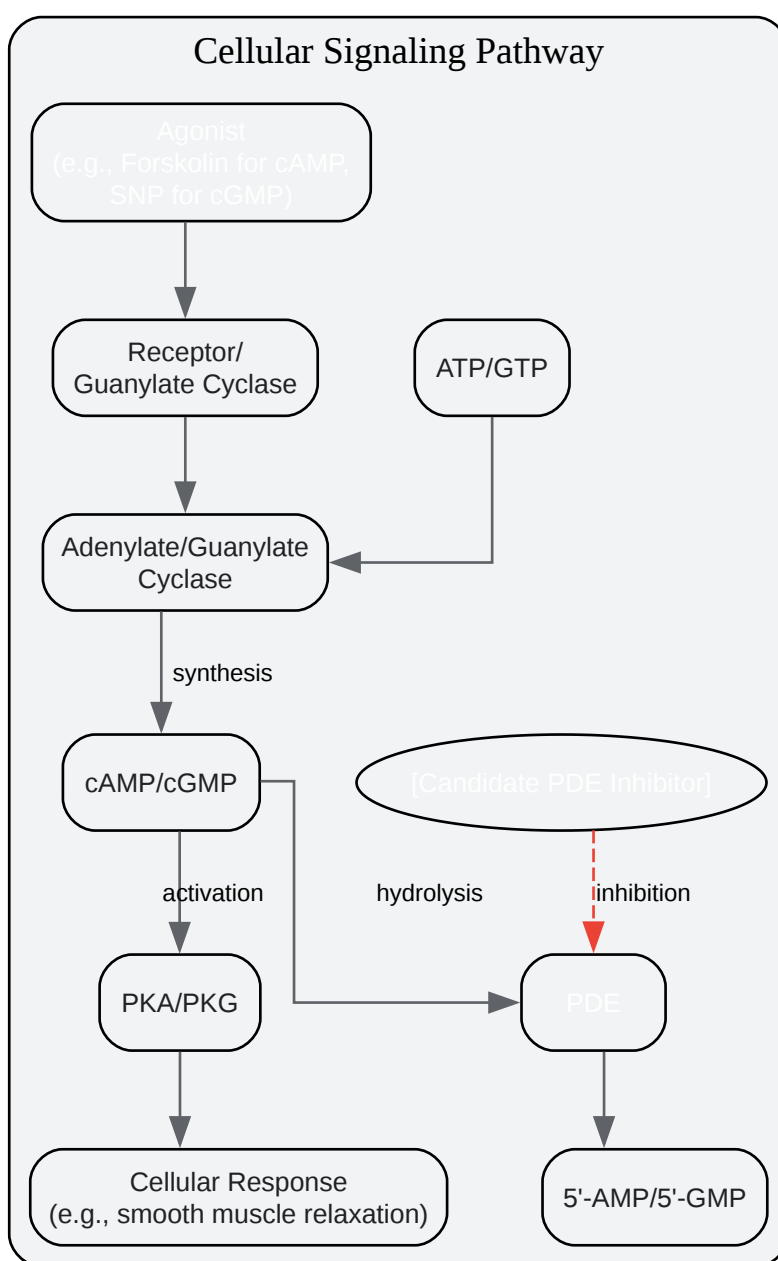 Cellular Signaling Pathway
Agonist
(e.g., Forskolin for cAMP,
SNP for cGMP)
Receptor/
Guanylate Cyclase
ATP/GTP
Adenylate/Guanylate
Cyclase
synthesis
cAMP/cGMP
[Candidate PDE Inhibitor]
activation
hydrolysis
inhibition
PKA/PKG
PDE
Cellular Response
(e.g., smooth muscle relaxation)
5'-AMP/5'-GMP